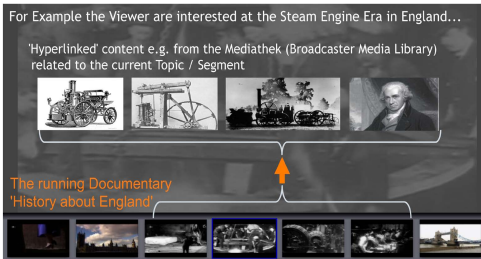 For Example the Viewer are interested at the Steam Engine Era in England...
'Hyperlinked' content e.g. from the Mediathek (Broadcaster Media Library)
related to the current Topic / Segment
The running Documentary
'History about England'